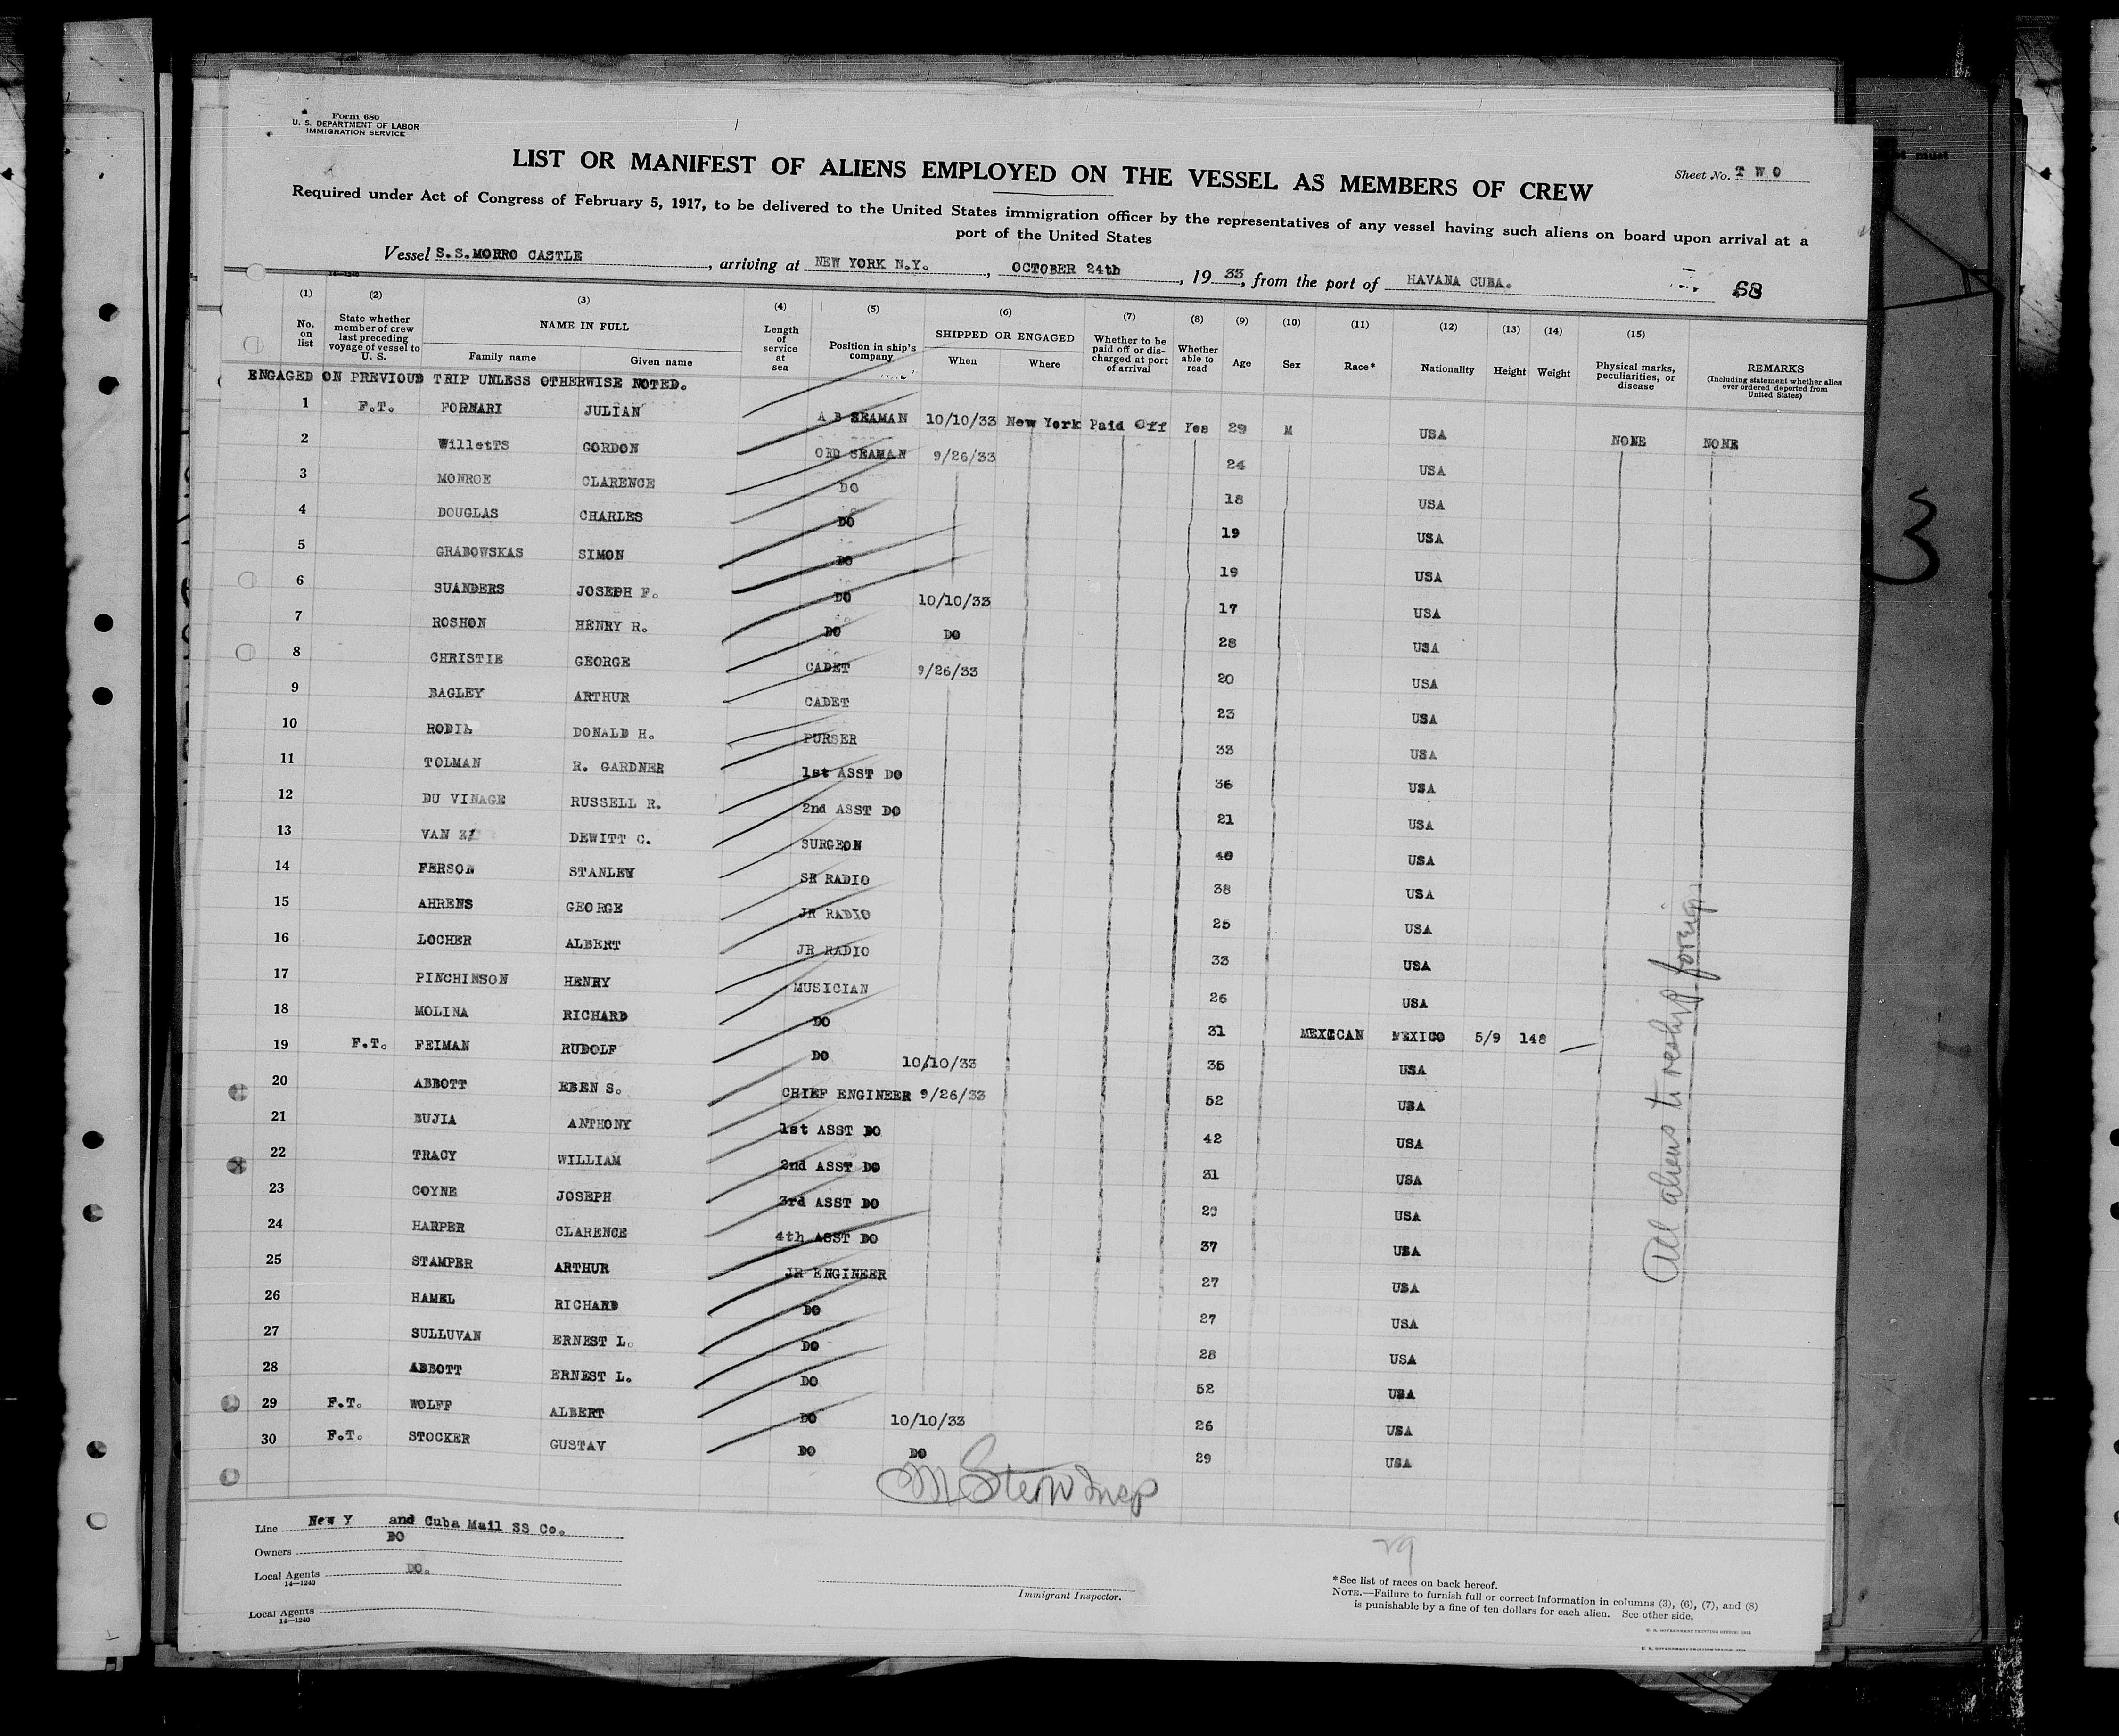 Form 680
U. S. DEPARTMENT OF LABOR
IMMIGRATION SERVICE
LIST OR MANIFEST OF ALIENS EMPLOYED ON THE VESSEL AS MEMBERS OF CREW
Sheet No. T W O
Required under Act of Congress of February 5, 1917, to be delivered to the United States immigration officer by the representatives of any vessel having such aliens on board upon arrival at a
port of the United States
Vessel S.S.MORRO CASTLE, arriving at NEW YORK N.Y., OCTOBER 24th, 19 33, from the port of HAVANA CUBA. 68
14—1240
(1) No. on list
(2) State whether member of crew last preceding voyage of vessel to U. S.
(3) NAME IN FULL Family name Given name
(4) Length of service at sea
(5) Position in ship's company
(6) SHIPPED OR ENGAGED When Where
(7) Whether to be paid off or discharged at port of arrival
(8) Whether able to read
(9) Age
(10) Sex
(11) Race*
(12) Nationality
(13) Height
(14) Weight
(15) Physical marks, peculiarities, or disease
REMARKS (Including statement whether alien ever ordered deported from United States)
ENGAGED ON PREVIOUS TRIP UNLESS OTHERWISE NOTED.
1 F.T. FORNARI JULIAN A B SEAMAN 10/10/33 New York Paid Off Yes 29 M USA NONE NONE
2 WilletTS GORDON ORD SEAMAN 9/26/33 24 USA
3 MONROE CLARENCE DO 18 USA
4 DOUGLAS CHARLES DO 19 USA
5 GRABOWSKAS SIMON DO 19 USA
6 SUANDERS JOSEPH F. DO 10/10/33 17 USA
7 ROSHON HENRY R. DO DO 28 USA
8 CHRISTIE GEORGE CADET 9/26/33 20 USA
9 BAGLEY ARTHUR CADET 23 USA
10 DONALD H. PURSER 33 USA
11 TOLMAN R. GARDNER 1st ASST DO 36 USA
12 DU VINAGE RUSSELL R. 2nd ASST DO 21 USA
13 VAN DEWITT C. SURGEON USA
14 FERSON STANLEY SR RADIO 38 USA
15 AHRENS GEORGE JR RADIO 25 USA
16 LOCHER ALBERT JR RADIO 33 USA
17 PINCHINSON HENRY MUSICIAN 26 USA
18 MOLINA RICHARD DO 31 MEXICAN MEXICO 5/9 148
19 F.T. FEIMAN RUDOLF DO 10/10/33 35 USA
20 ABBOTT EBEN S. CHIEF ENGINEER 9/26/33 52 USA
21 BUJIA ANTHONY 1st ASST DO 42 USA
22 TRACY WILLIAM 2nd ASST DO 31 USA
23 COYNE JOSEPH 3rd ASST DO 29 USA
24 HARPER CLARENCE 4th ASST DO 37 USA
25 STAMPER ARTHUR JR ENGINEER 27 USA
26 HAMEL RICHARD DO 27 USA
27 SULLUVAN ERNEST L. DO 28 USA
28 ABBOTT ERNEST L. DO 52 USA
29 F.T. WOLFF ALBERT DO 10/10/33 26 USA
30 F.T. STOCKER GUSTAV DO DO 29 USA
All aliens to reship foreign
M Stern Insp
Line New Y and Cuba Mail SS Co.
Owners DO
Local Agents DO.
14—1240
Local Agents
14—1240
Immigrant Inspector.
29
*See list of races on back hereof.
NOTE.—Failure to furnish full or correct information in columns (3), (6), (7), and (8)
is punishable by a fine of ten dollars for each alien. See other side.
must
3